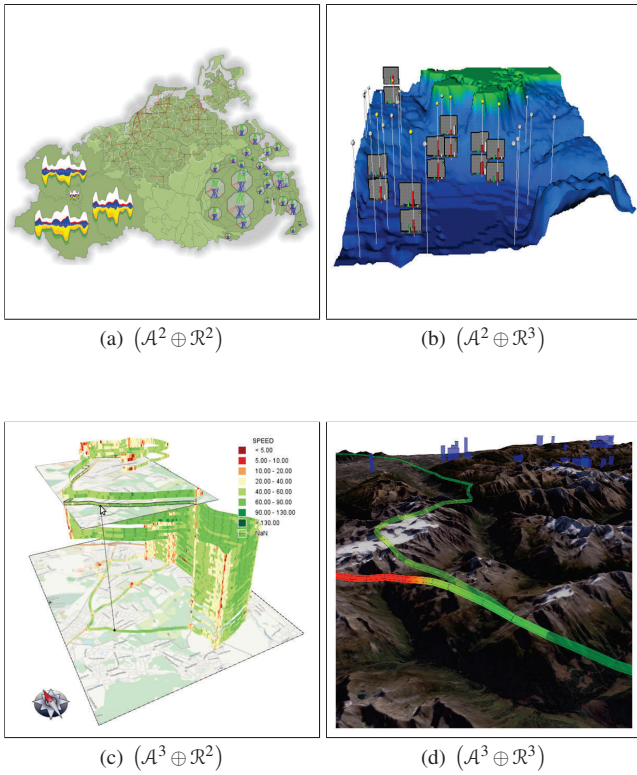 (a) (𝒜² ⊕ ℛ²)
(b) (𝒜² ⊕ ℛ³)
SPEED
< 5.00
5.00 - 10.00
10.00 - 20.00
20.00 - 40.00
40.00 - 60.00
60.00 - 90.00
90.00 - 130.00
> 130.00
NaN
(c) (𝒜³ ⊕ ℛ²)
(d) (𝒜³ ⊕ ℛ³)